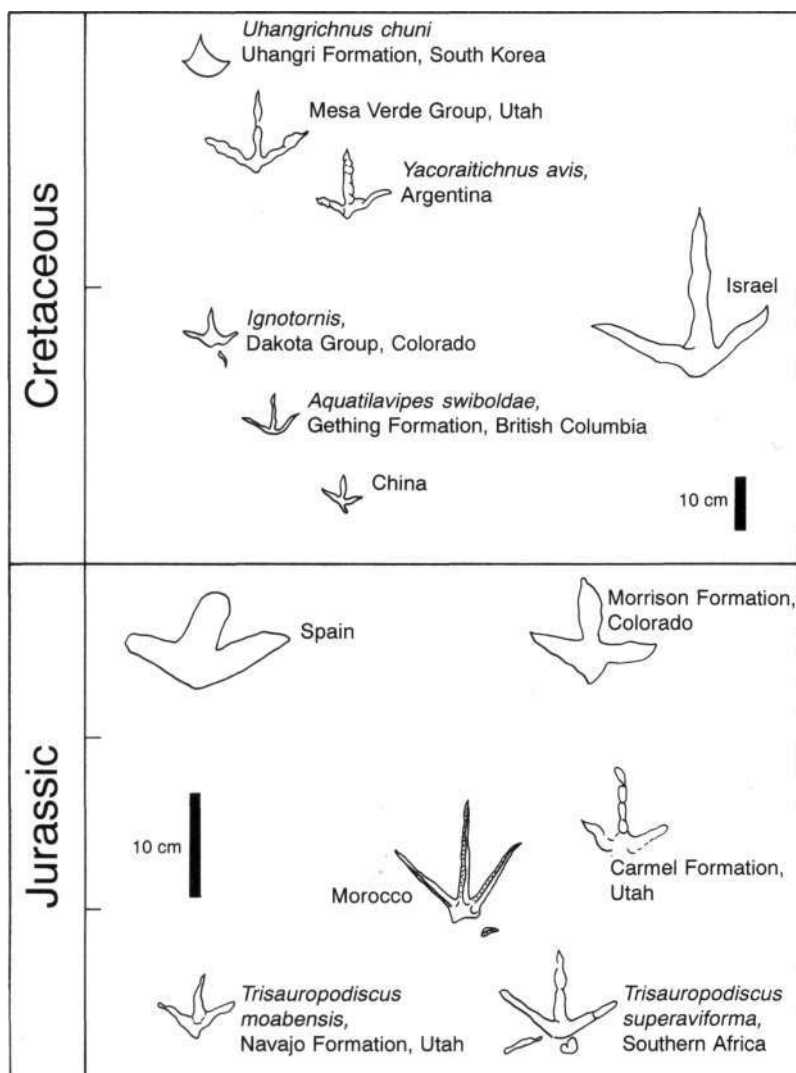 Cretaceous
Uhangrichnus chuni
Uhangri Formation, South Korea
Mesa Verde Group, Utah
Yacoraitichnus avis,
Argentina
Israel
Ignotornis,
Dakota Group, Colorado
Aquatilavipes swiboldae,
Gething Formation, British Columbia
China
10 cm
Jurassic
Spain
Morrison Formation,
Colorado
10 cm
Morocco
Carmel Formation,
Utah
Trisauropodiscus
moabensis,
Navajo Formation, Utah
Trisauropodiscus
superaviforma,
Southern Africa